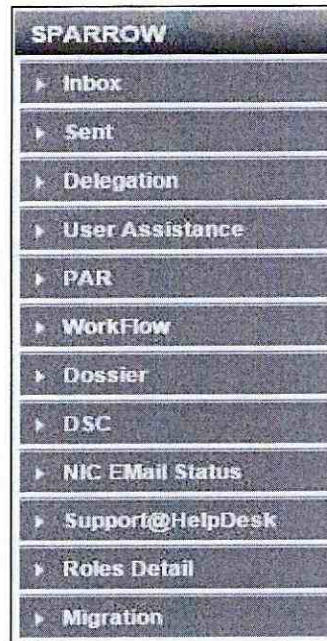 SPARROW
Inbox
Sent
Delegation
User Assistance
PAR
WorkFlow
Dossier
DSC
NIC EMail Status
Support@HelpDesk
Roles Detail
Migration